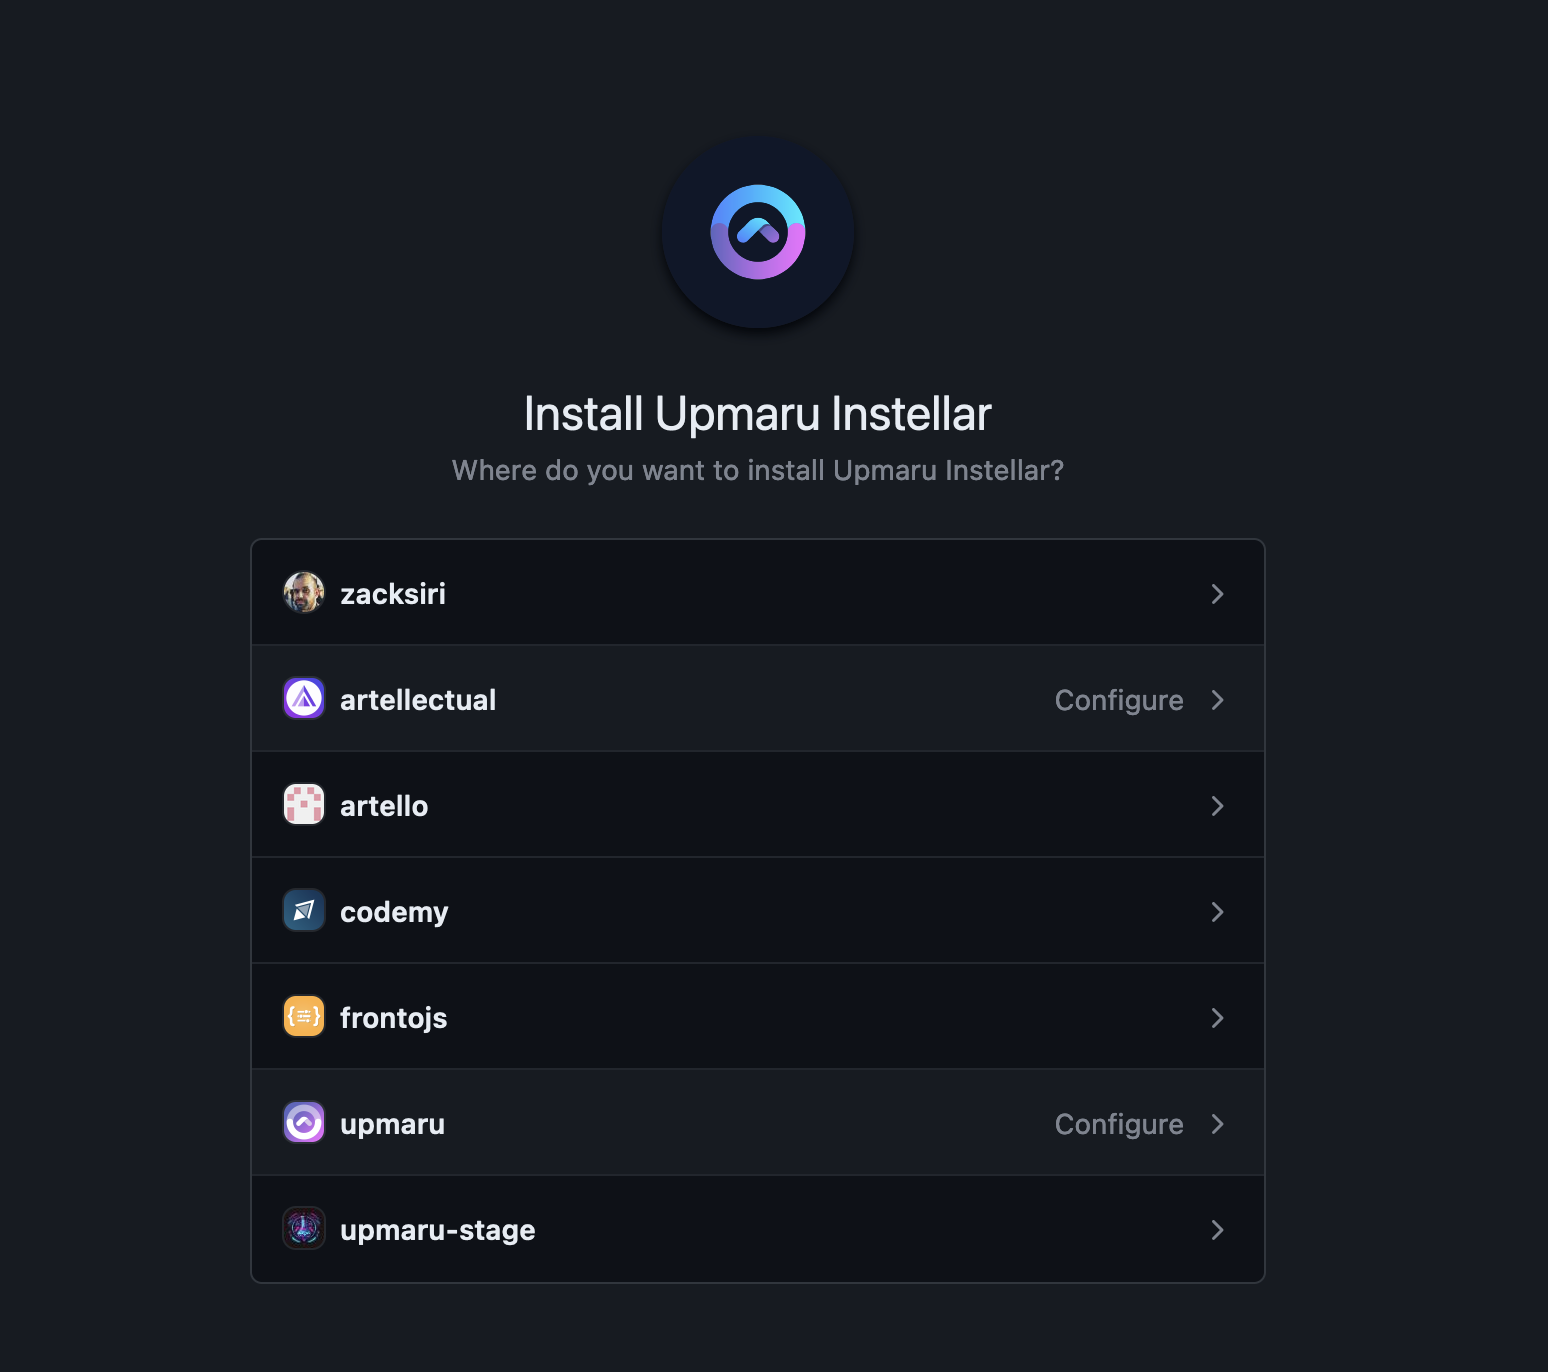 Install Upmaru Instellar
Where do you want to install Upmaru Instellar?
zacksiri
artellectual Configure
artello
codemy
frontojs
upmaru Configure
upmaru-stage